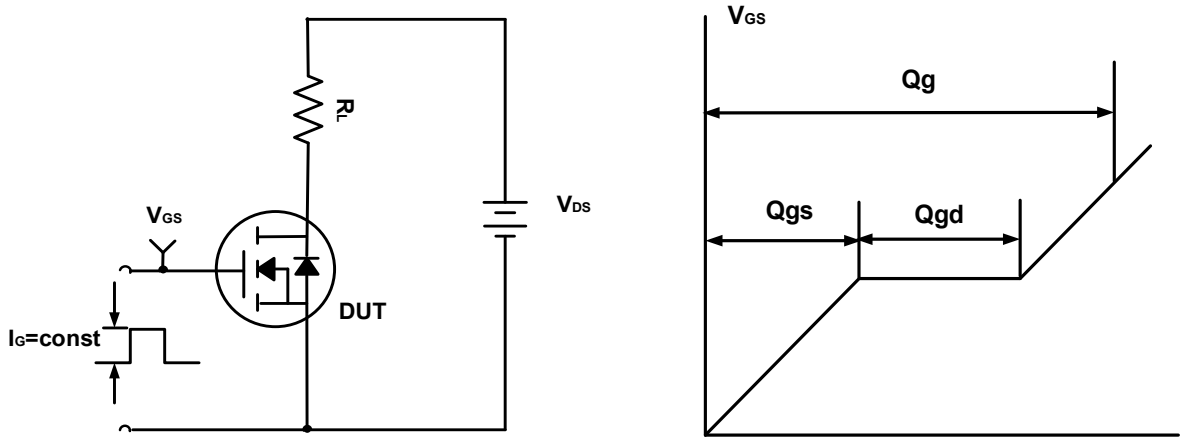 RL
VDS
VGS
DUT
IG=const
VGS
Qg
Qgs
Qgd